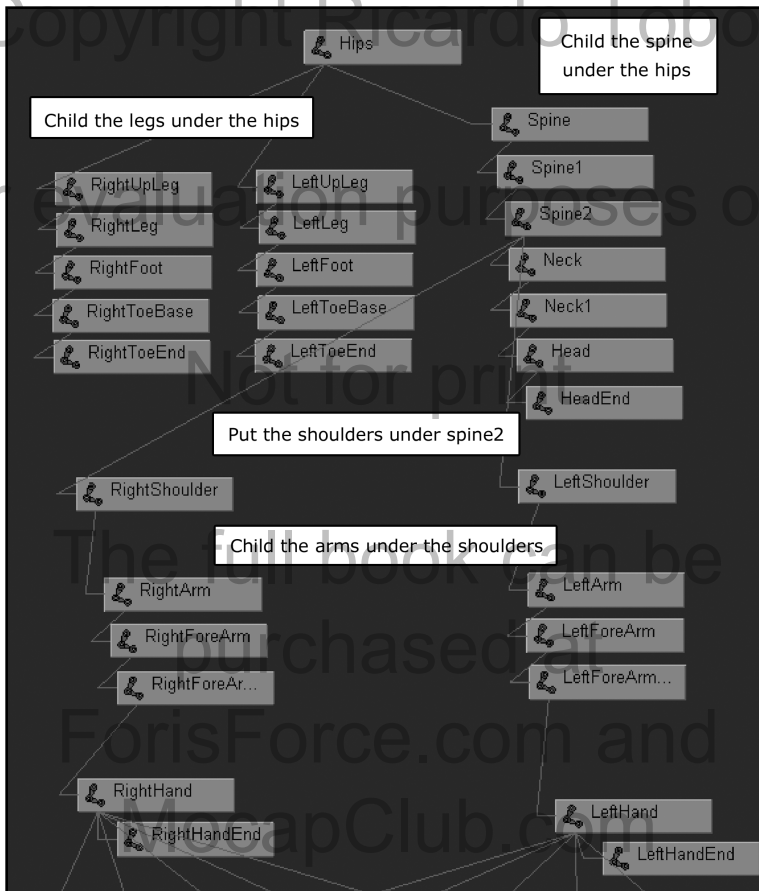 Copyright Ricardo Tobo
Hips
Child the spine
under the hips
Child the legs under the hips
Spine
Spine1
RightUpLeg
LeftUpLeg
evaluation purposes o
Spine2
RightLeg
LeftLeg
Neck
RightFoot
LeftFoot
Neck1
RightToeBase
LeftToeBase
Head
RightToeEnd
LeftToeEnd
Not for print
HeadEnd
Put the shoulders under spine2
RightShoulder
LeftShoulder
Child the arms under the shoulders
The full book can be
RightArm
LeftArm
RightForeArm
LeftForeArm
purchased at
RightForeAr...
LeftForeArm...
ForisForce.com and
RightHand
LeftHand
MocapClub.com
RightHandEnd
LeftHandEnd